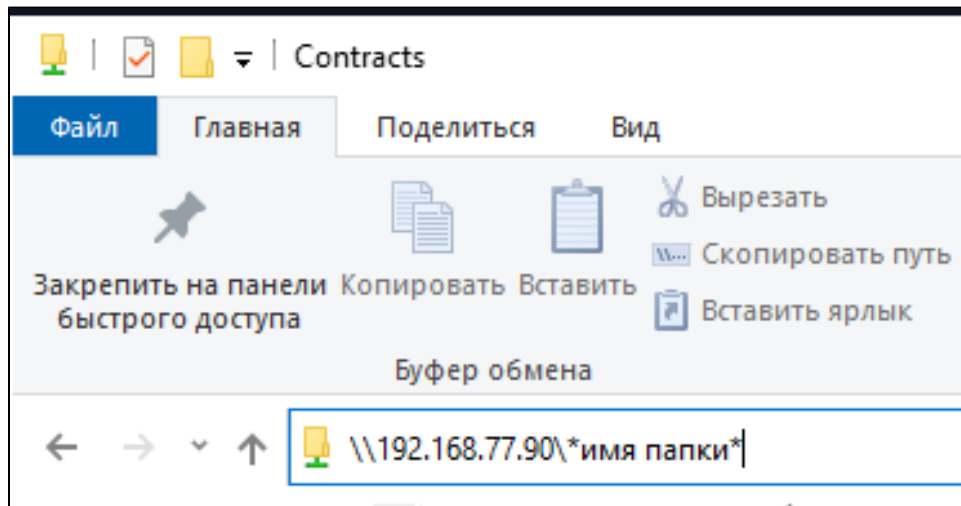 Contracts
Файл Главная Поделиться Вид
Закрепить на панели быстрого доступа
Копировать
Вставить
Вырезать
Скопировать путь
Вставить ярлык
Буфер обмена
\\192.168.77.90\*имя папки*